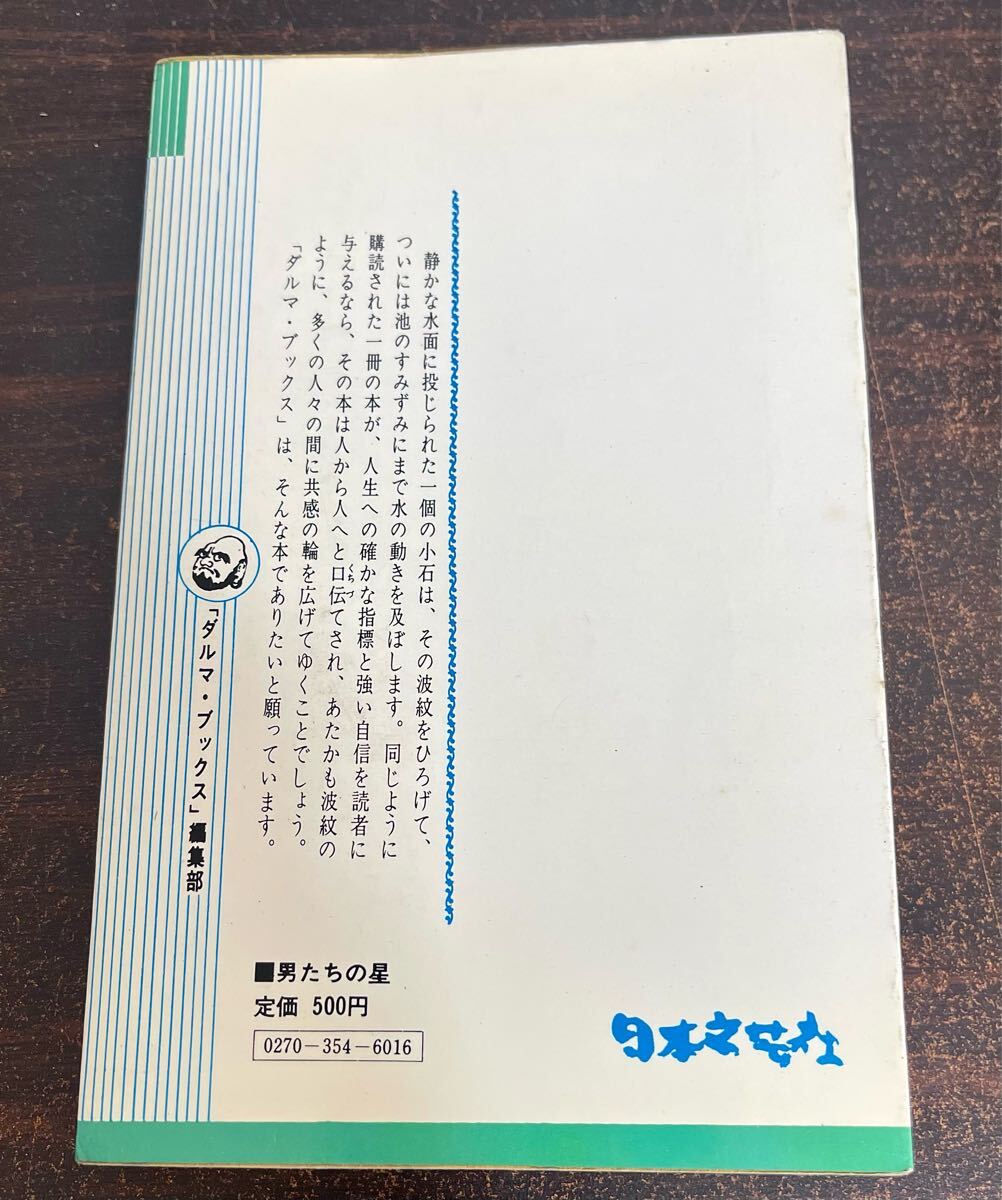 静かな水面に投じられた一個の小石は、その波紋をひろげて、
ついには池のすみずみにまで水の動きを及ぼします。同じように
購読された一冊の本が、人生への確かな指標と強い自信を読者に
与えるなら、その本は人から人へと口伝てされ、あたかも波紋の
くちづ
ように、多くの人々の間に共感の輪を広げてゆくことでしょう。
「ダルマ・ブックス」は、そんな本でありたいと願っています。
「ダルマ・ブックス」編集部
■男たちの星
定価 500円
0270-354-6016
日本文芸社